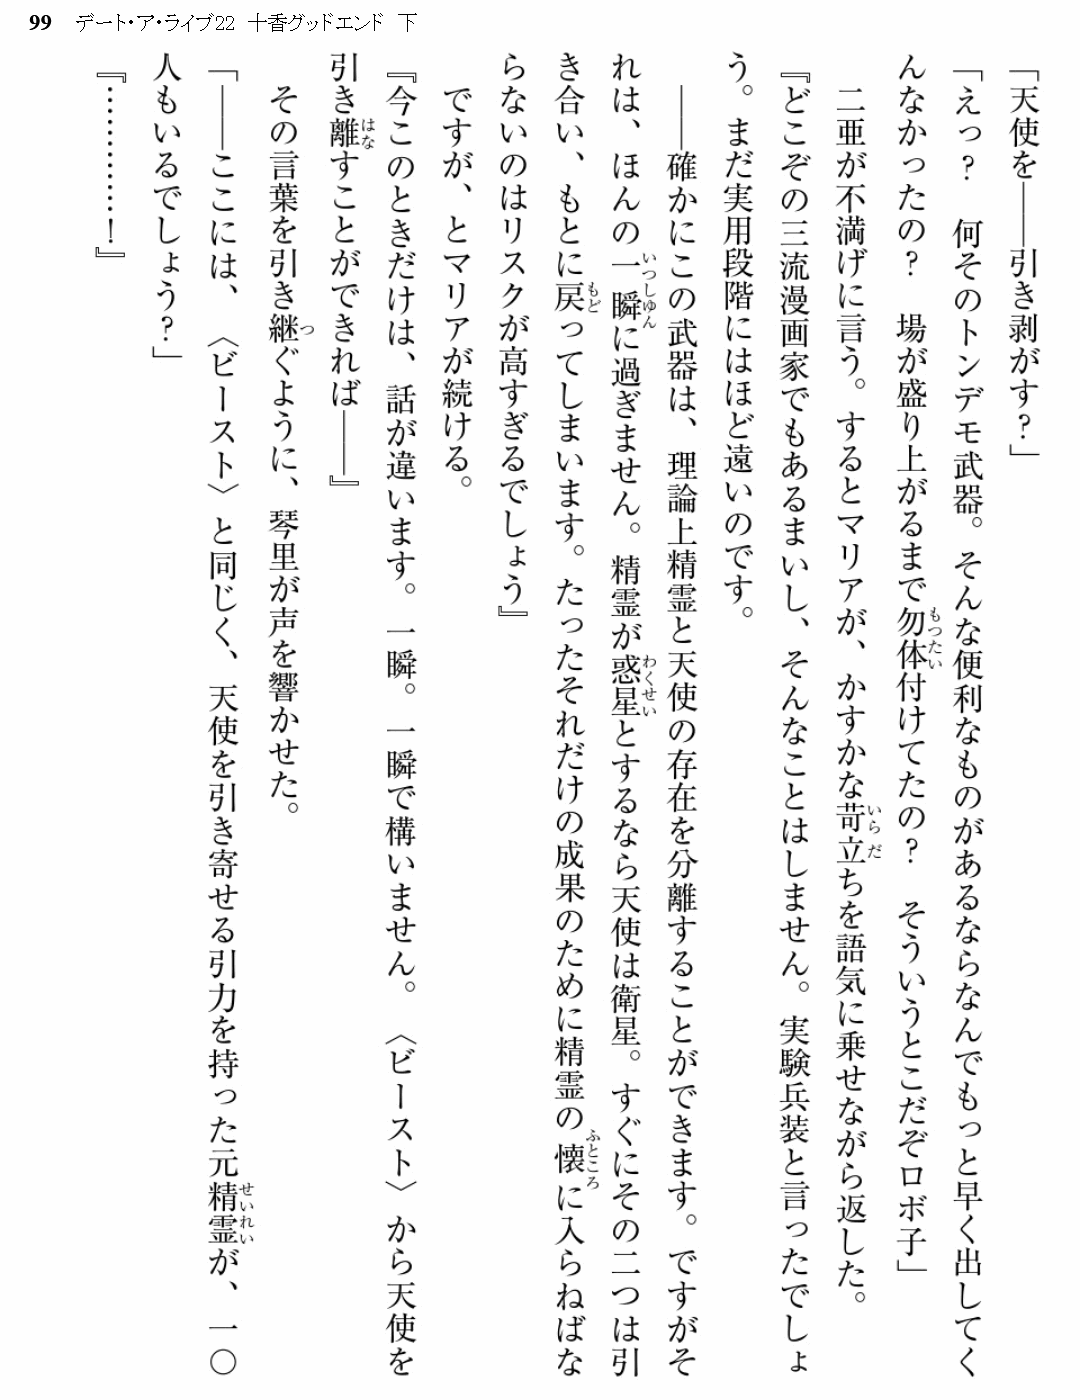 99 デート・ア・ライブ22 十香グッドエンド 下
「天使を――引き剥がす？」
「えっ？　何そのトンデモ武器。そんな便利なものがあるならなんでもっと早く出してく
んなかったの？　場が盛り上がるまで勿体付けてたの？　そういうとこだぞロボ子」
　二亜が不満げに言う。するとマリアが、かすかな苛立ちを語気に乗せながら返した。
『どこぞの三流漫画家でもあるまいし、そんなことはしません。実験兵装と言ったでしょ
う。まだ実用段階にはほど遠いのです。
　――確かにこの武器は、理論上精霊と天使の存在を分離することができます。ですがそ
れは、ほんの一瞬に過ぎません。精霊が惑星とするなら天使は衛星。すぐにその二つは引
き合い、もとに戻ってしまいます。たったそれだけの成果のために精霊の懐に入らねばな
らないのはリスクが高すぎるでしょう』
　ですが、とマリアが続ける。
『今このときだけは、話が違います。一瞬。一瞬で構いません。〈ビースト〉から天使を
引き離すことができれば――』
　その言葉を引き継ぐように、琴里が声を響かせた。
「――ここには、〈ビースト〉と同じく、天使を引き寄せる引力を持った元精霊が、一〇
人もいるでしょう？」
『…………！』